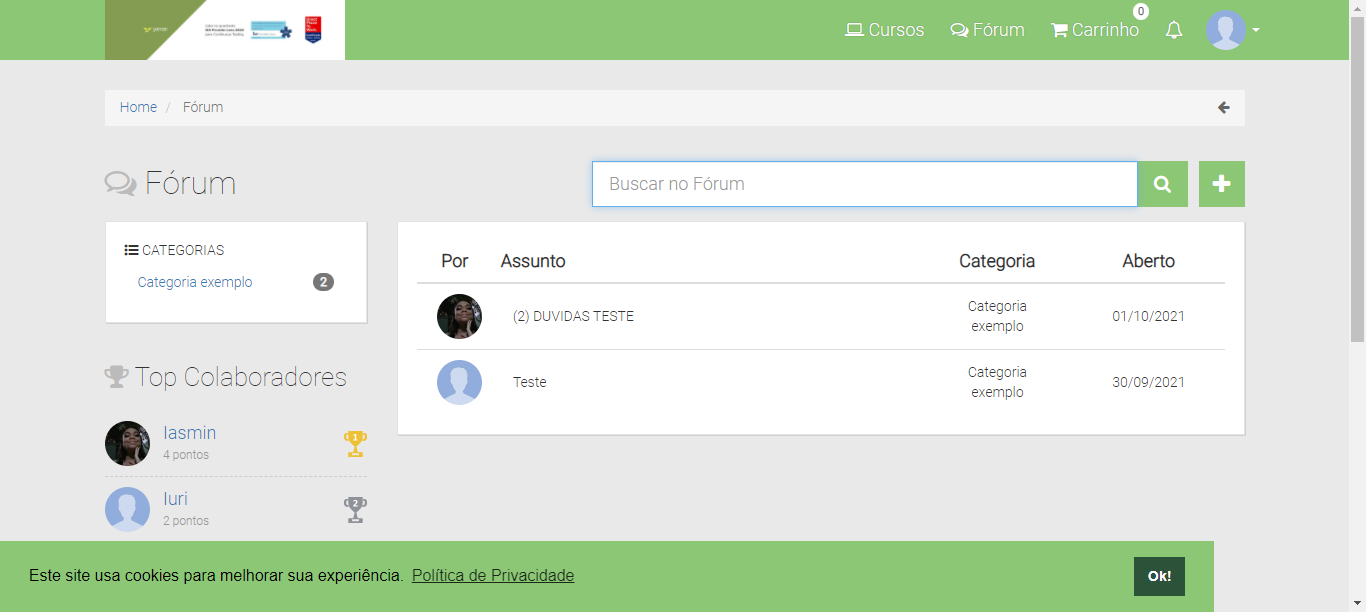 Cursos Fórum Carrinho 0
Home / Fórum
Fórum
Buscar no Fórum
CATEGORIAS
Categoria exemplo 2
Por Assunto Categoria Aberto
(2) DUVIDAS TESTE Categoria exemplo 01/10/2021
Teste Categoria exemplo 30/09/2021
Top Colaboradores
Iasmin
4 pontos
1
Iuri
2 pontos
2
Este site usa cookies para melhorar sua experiência. Política de Privacidade Ok!